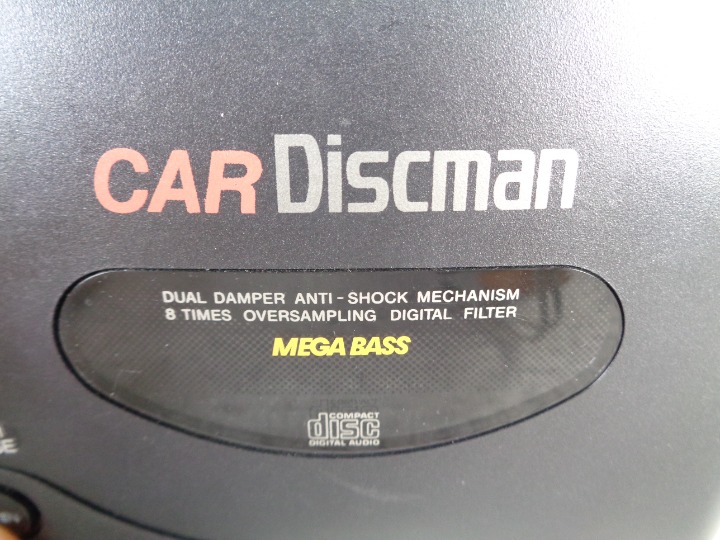 CAR Discman
DUAL DAMPER ANTI-SHOCK MECHANISM
8 TIMES OVERSAMPLING DIGITAL FILTER
MEGA BASS
COMPACT
disc
DIGITAL AUDIO